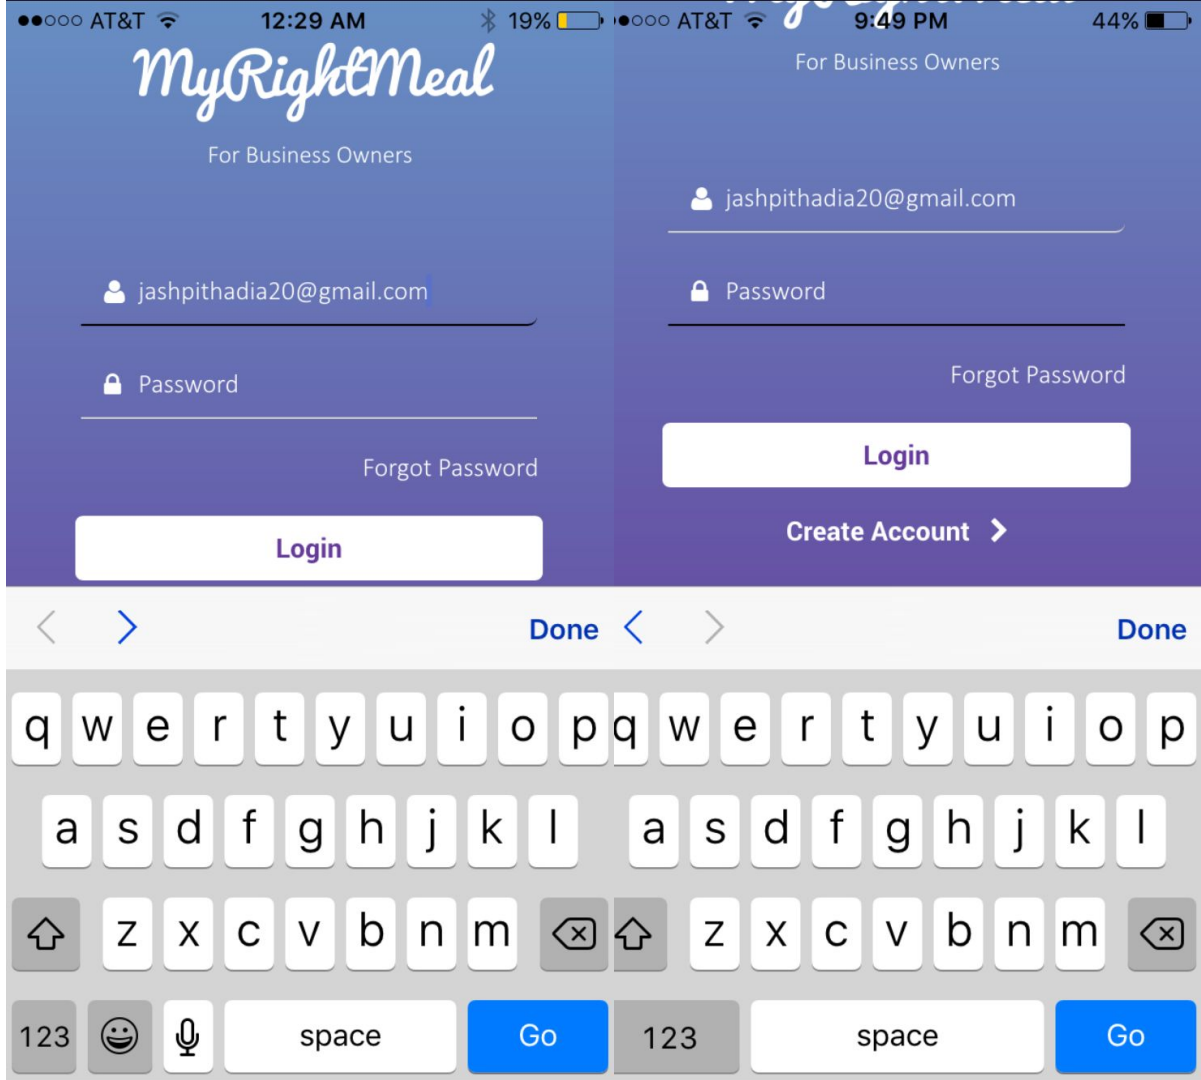 AT&T 12:29 AM 19%
MyRightMeal
For Business Owners
jashpithadia20@gmail.com
Password
Forgot Password
Login
Done
q w e r t y u i o p
a s d f g h j k l
z x c v b n m
123 space Go
AT&T 9:49 PM 44%
MyRightMeal
For Business Owners
jashpithadia20@gmail.com
Password
Forgot Password
Login
Create Account
Done
q w e r t y u i o p
a s d f g h j k l
z x c v b n m
123 space Go